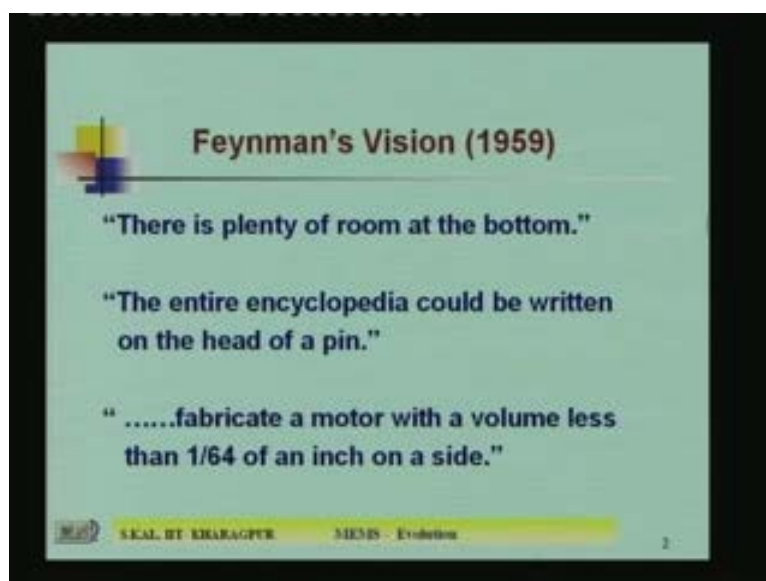 Feynman's Vision (1959)
“There is plenty of room at the bottom.”
“The entire encyclopedia could be written
on the head of a pin.”
“ ......fabricate a motor with a volume less
than 1/64 of an inch on a side.”
S.KAL, IIT KHARAGPUR MEMS - Evolution
2